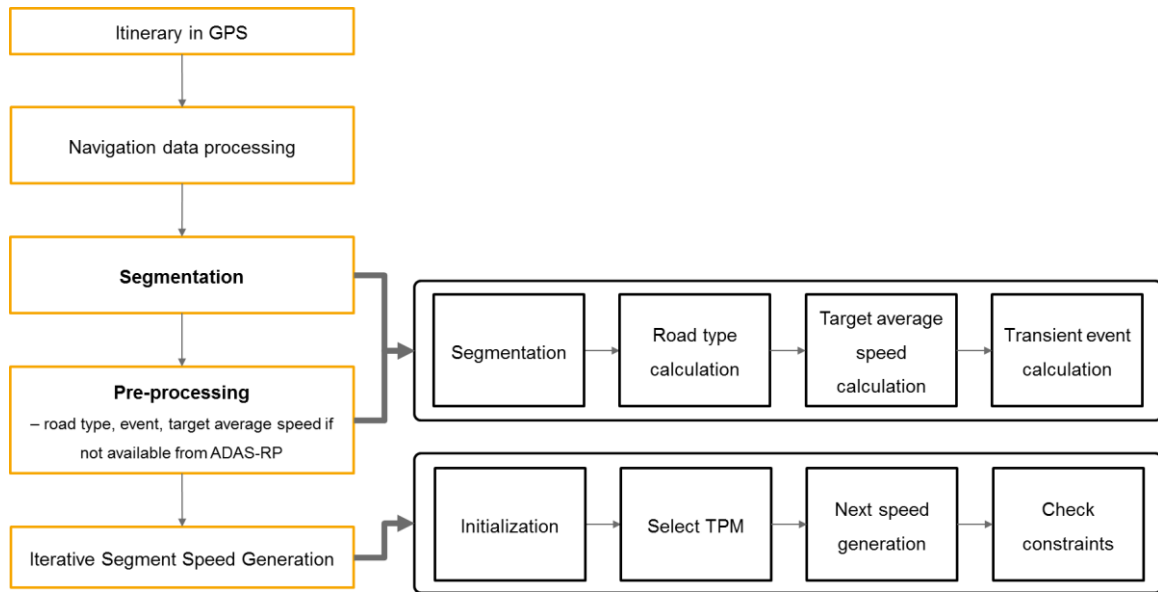 Itinerary in GPS
Navigation data processing
Segmentation
Pre-processing
– road type, event, target average speed if
not available from ADAS-RP
Iterative Segment Speed Generation
Segmentation
Road type
calculation
Target average
speed
calculation
Transient event
calculation
Initialization
Select TPM
Next speed
generation
Check
constraints